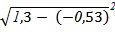 √1,3 − (−0,53)²